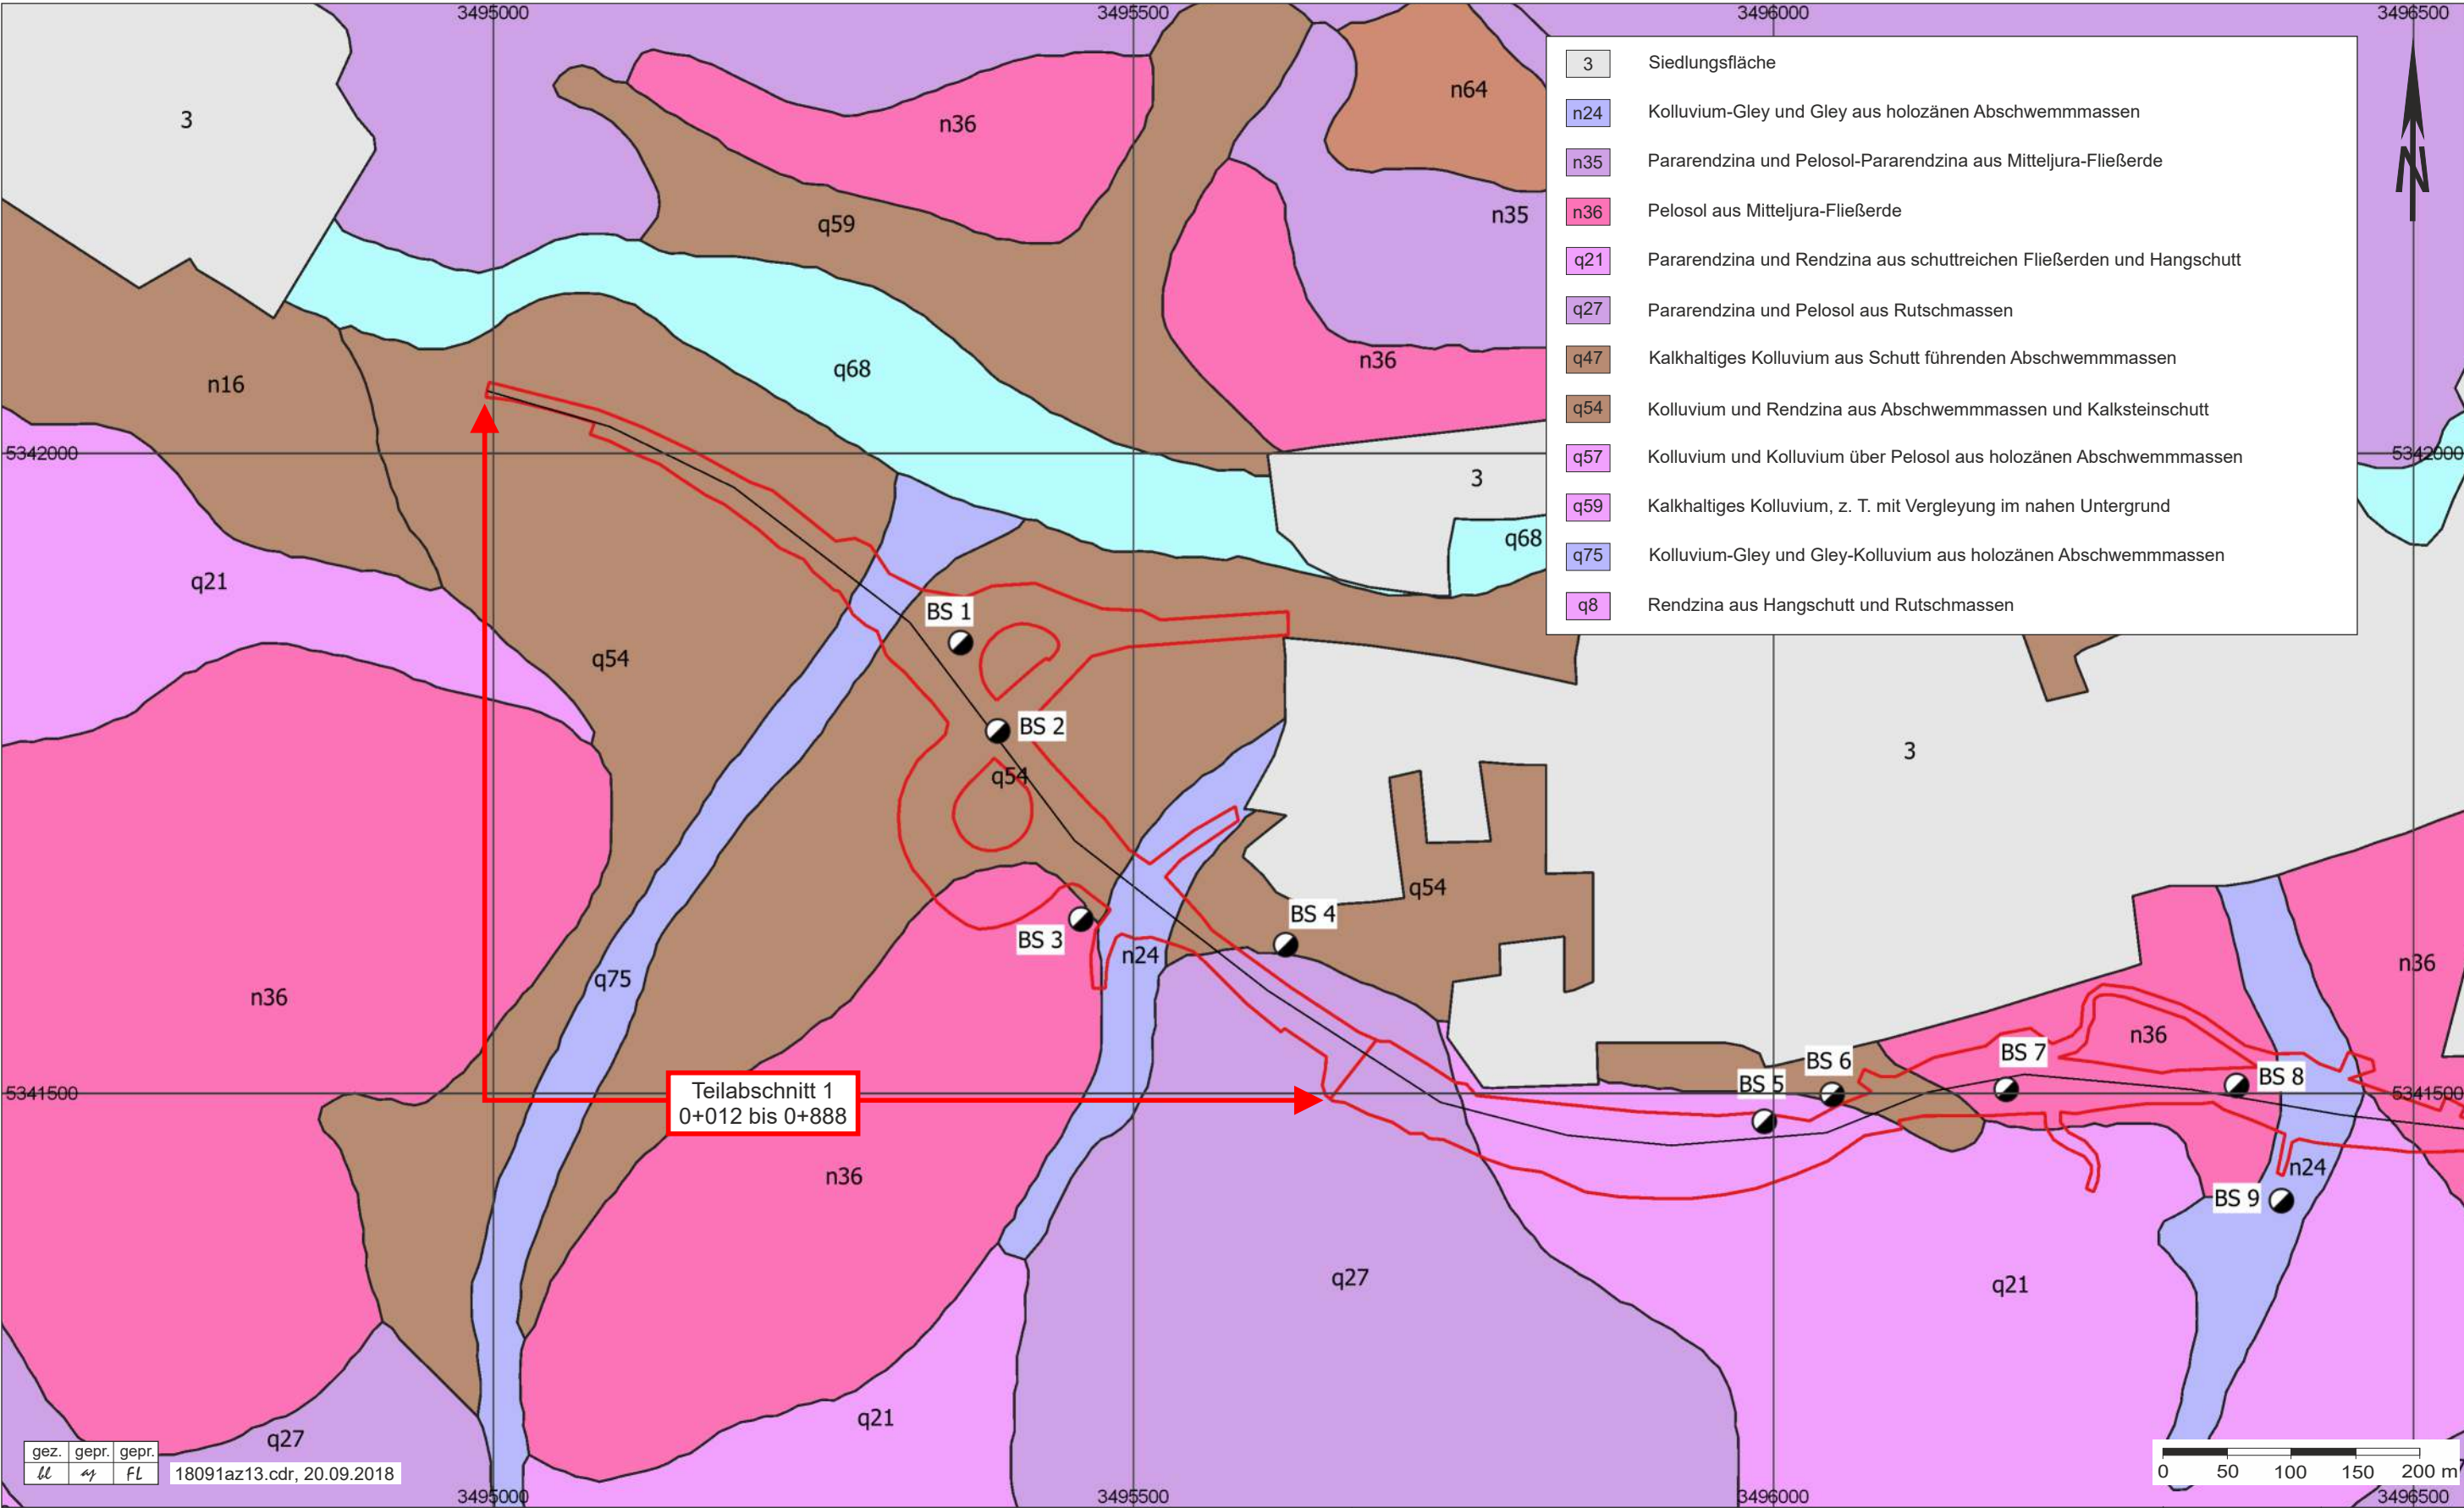 3495000
3495500
3496000
3496500
3
n36
n64
n35
q59
n16
q68
n36
3
q68
q21
q54
5342000
5342000
3 Siedlungsfläche
n24 Kolluvium-Gley und Gley aus holozänen Abschwemmmassen
n35 Pararendzina und Pelosol-Pararendzina aus Mitteljura-Fließerde
n36 Pelosol aus Mitteljura-Fließerde
q21 Pararendzina und Rendzina aus schuttreichen Fließerden und Hangschutt
q27 Pararendzina und Pelosol aus Rutschmassen
q47 Kalkhaltiges Kolluvium aus Schutt führenden Abschwemmmassen
q54 Kolluvium und Rendzina aus Abschwemmmassen und Kalksteinschutt
q57 Kolluvium und Kolluvium über Pelosol aus holozänen Abschwemmmassen
q59 Kalkhaltiges Kolluvium, z. T. mit Vergleyung im nahen Untergrund
q75 Kolluvium-Gley und Gley-Kolluvium aus holozänen Abschwemmmassen
q8 Rendzina aus Hangschutt und Rutschmassen
N
BS 1
BS 2
q54
3
q54
BS 4
BS 3
n24
q75
n36
n36
n36
BS 7
BS 6
BS 5
BS 8
5341500
5341500
Teilabschnitt 1
0+012 bis 0+888
n36
n24
BS 9
q27
q21
q21
q27
gez. gepr. gepr.
FL
18091az13.cdr, 20.09.2018
0 50 100 150 200 m
3495000
3495500
3496000
3496500